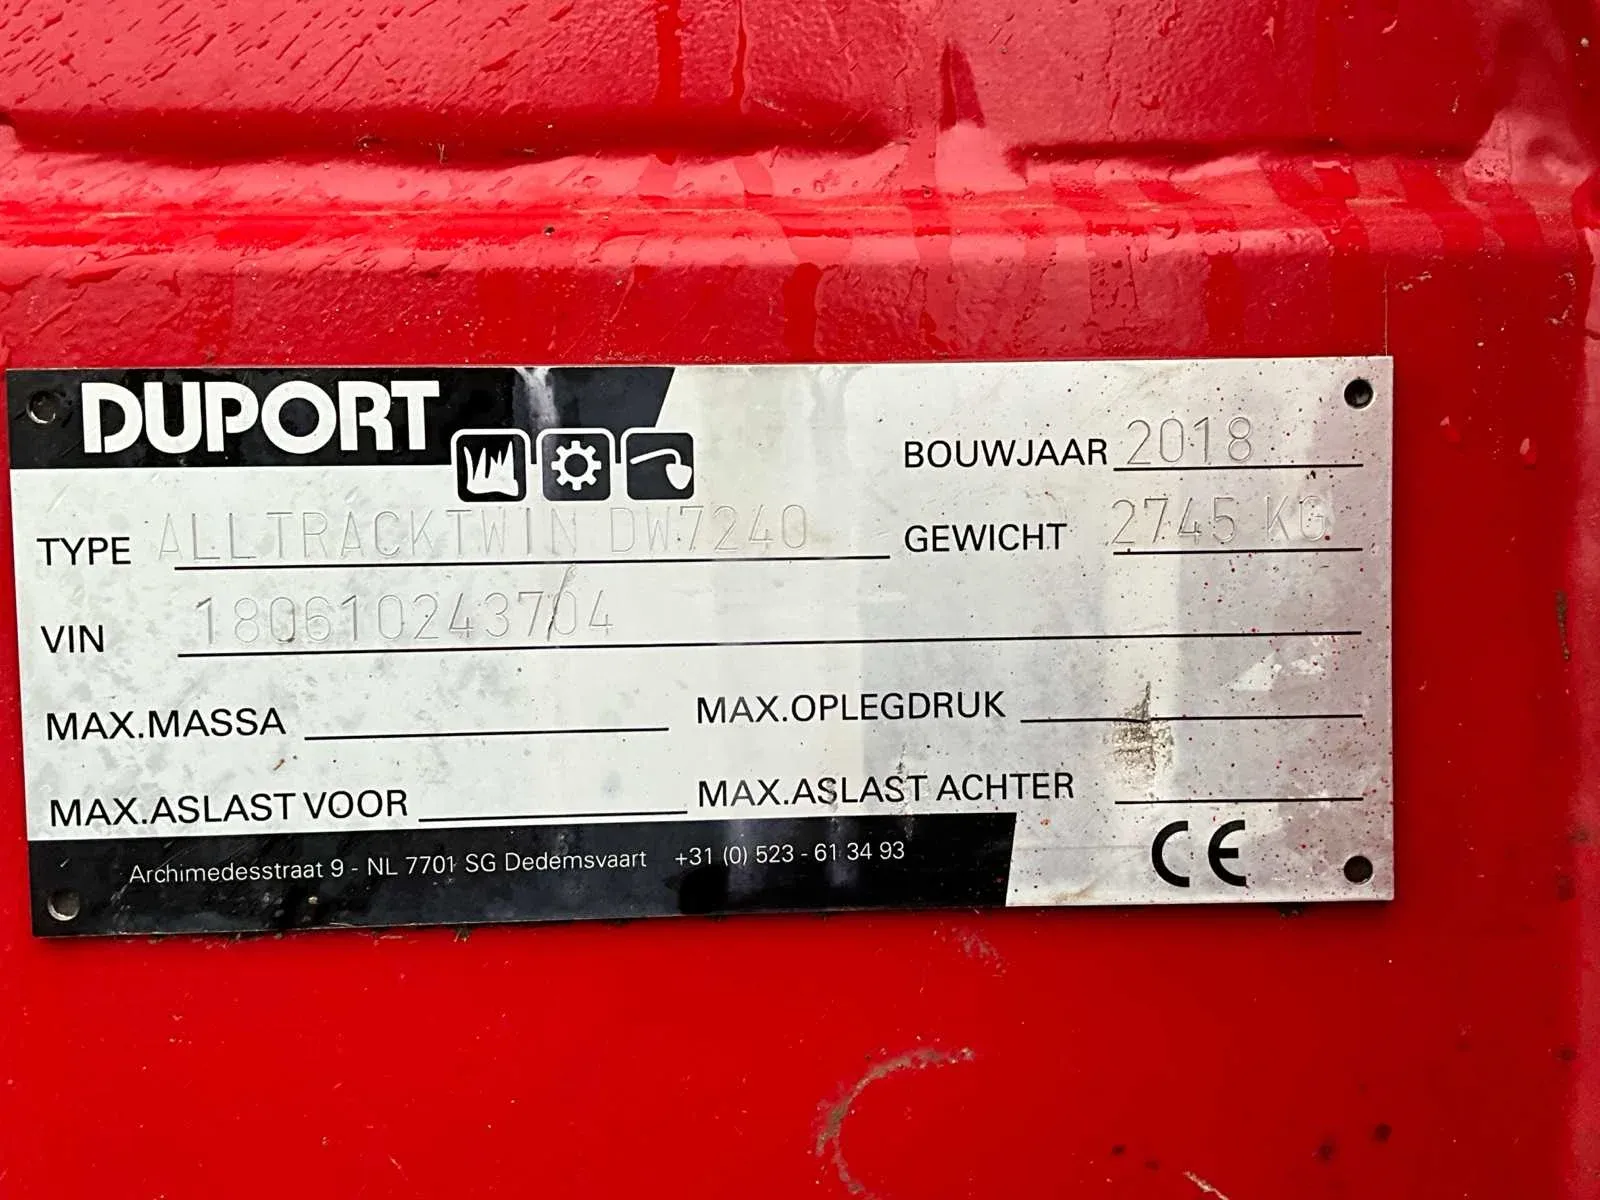 DUPORT
BOUWJAAR 2018
TYPE ALLTRACKTWIN DW7240
GEWICHT 2745 KG
VIN 180610243704
MAX.MASSA
MAX.OPLEGDRUK
MAX.ASLAST VOOR
MAX.ASLAST ACHTER
Archimedesstraat 9 - NL 7701 SG Dedemsvaart +31 (0) 523 - 61 34 93
CE